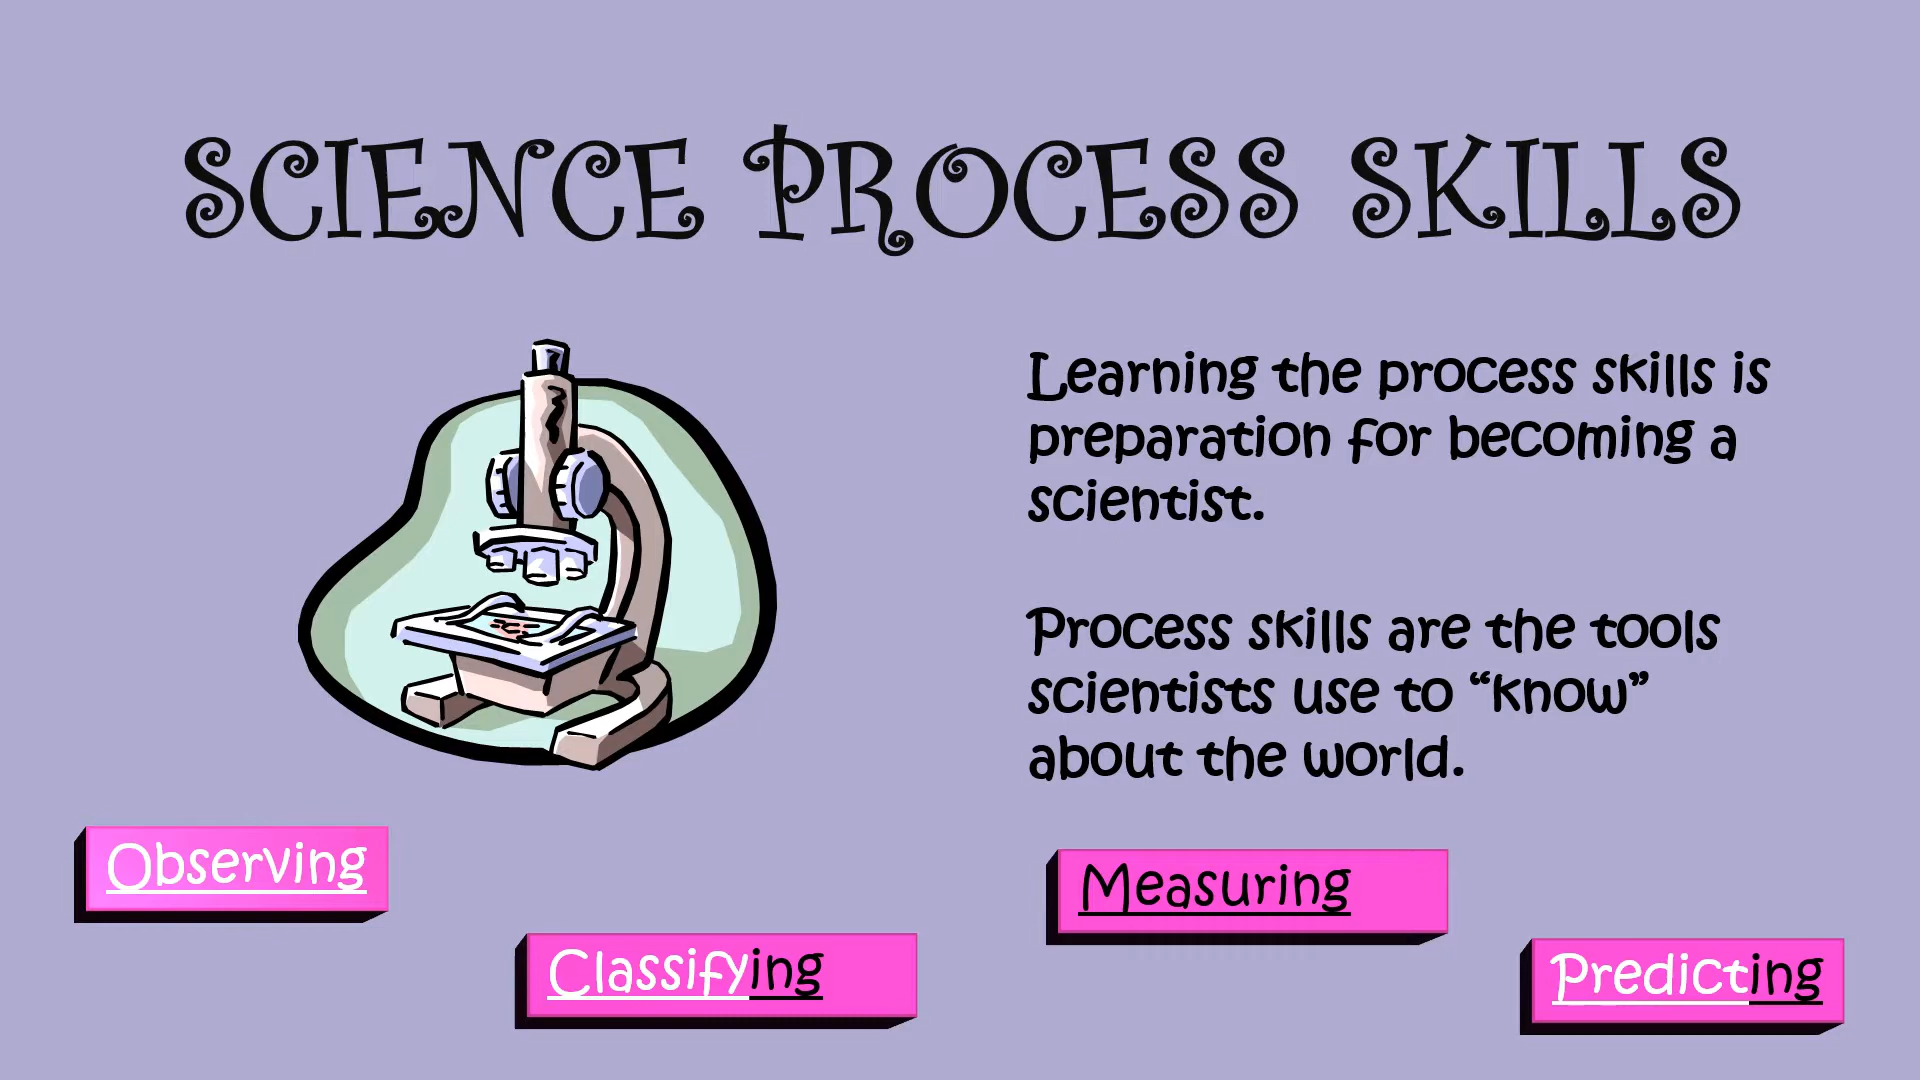 SCIENCE PROCESS SKILLS
Learning the process skills is
preparation for becoming a
scientist.
Process skills are the tools
scientists use to “know”
about the world.
Observing
Classifying
Measuring
Predicting